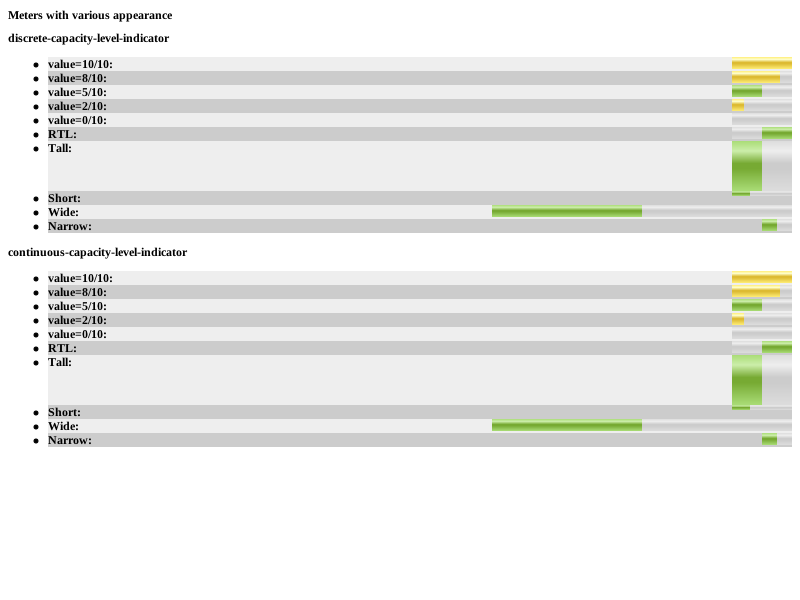 Meters with various appearance
discrete-capacity-level-indicator
value=10/10:
value=8/10:
value=5/10:
value=2/10:
value=0/10:
RTL:
Tall:
Short:
Wide:
Narrow:
continuous-capacity-level-indicator
value=10/10:
value=8/10:
value=5/10:
value=2/10:
value=0/10:
RTL:
Tall:
Short:
Wide:
Narrow: